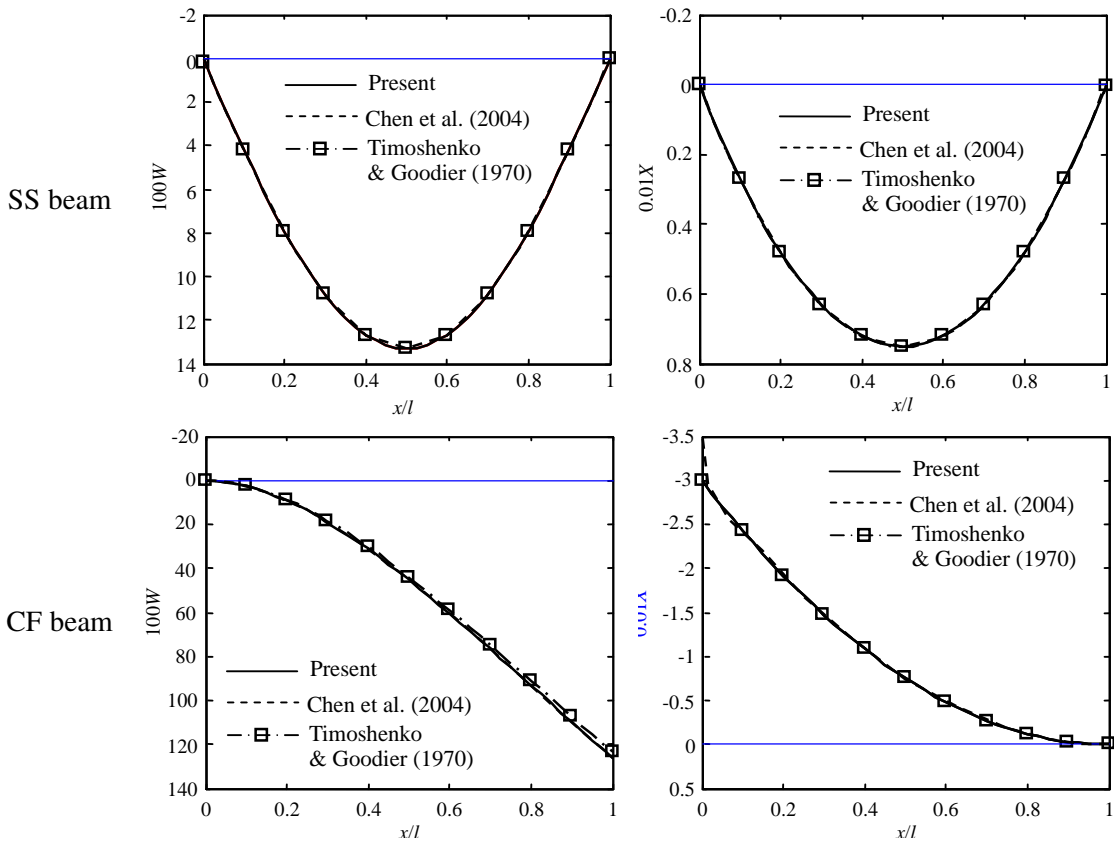 SS beam
-2
0
2
4
6
8
10
12
14
100W
Present
Chen et al. (2004)
Timoshenko
& Goodier (1970)
0
0.2
0.4
0.6
0.8
1
x/l
-0.2
0
0.2
0.4
0.6
0.8
0.01X
Present
Chen et al. (2004)
Timoshenko
& Goodier (1970)
0
0.2
0.4
0.6
0.8
1
x/l
CF beam
-20
0
20
40
60
80
100
120
140
100W
Present
Chen et al. (2004)
Timoshenko
& Goodier (1970)
0
0.2
0.4
0.6
0.8
1
x/l
-3.5
-3
-2.5
-2
-1.5
-1
-0.5
0
0.5
0.01X
Present
Chen et al. (2004)
Timoshenko
& Goodier (1970)
0
0.2
0.4
0.6
0.8
1
x/l